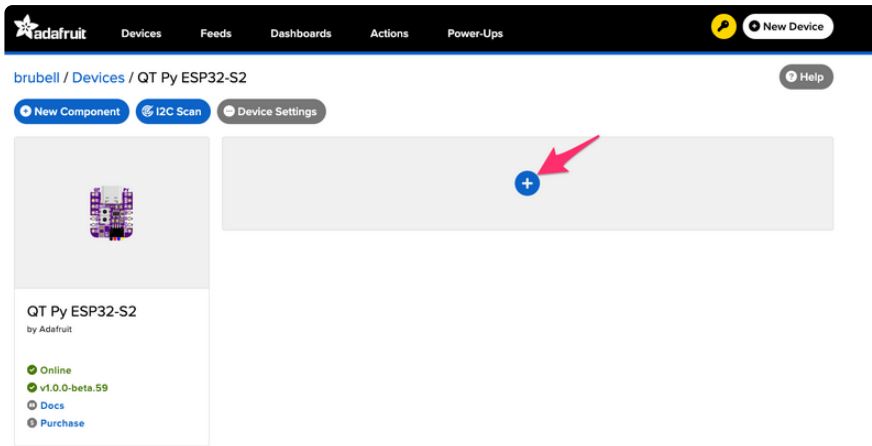 adafruit Devices Feeds Dashboards Actions Power-Ups New Device
brubell / Devices / QT Py ESP32-S2 Help
New Component I2C Scan Device Settings
QT Py ESP32-S2
by Adafruit
Online
v1.0.0-beta.59
Docs
Purchase